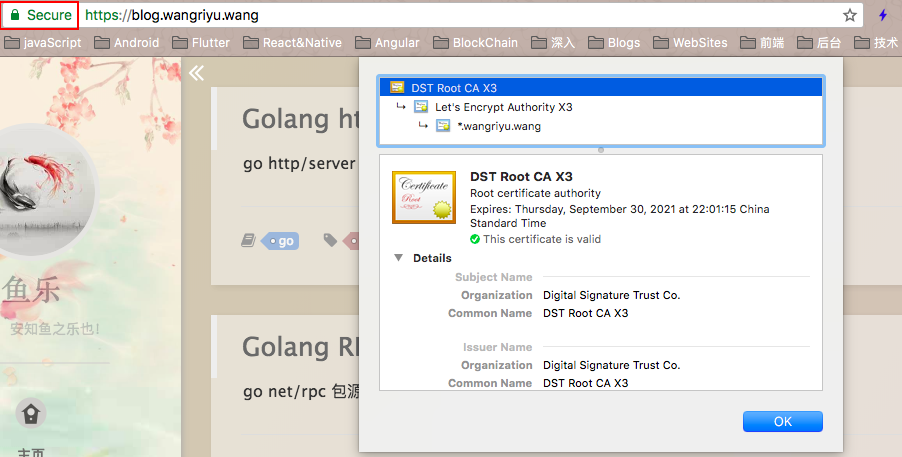 Secure https://blog.wangriyu.wang
javaScript Android Flutter React&Native Angular BlockChain 深入 Blogs WebSites 前端 后台 技术
DST Root CA X3
Let's Encrypt Authority X3
*.wangriyu.wang
Certificate
Root
DST Root CA X3
Root certificate authority
Expires: Thursday, September 30, 2021 at 22:01:15 China
Standard Time
This certificate is valid
Details
Subject Name
Organization Digital Signature Trust Co.
Common Name DST Root CA X3
Issuer Name
Organization Digital Signature Trust Co.
Common Name DST Root CA X3
OK
Golang ht
go http/server
go
Golang R
go net/rpc 包源
鱼乐
安知鱼之乐也!
主页